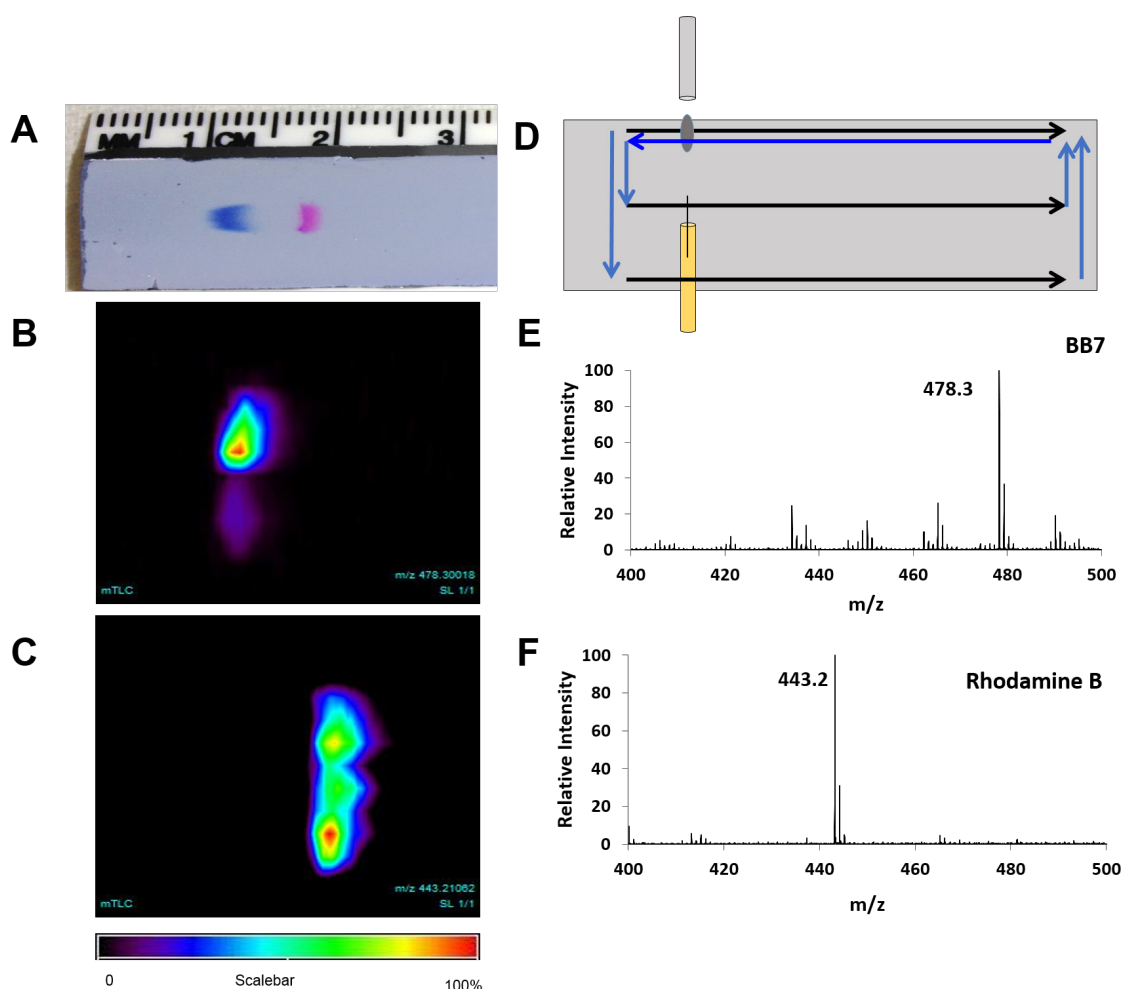 A
MM 1 CM 2 3
B
m/z 478.30018
mTLC
SL 1/1
C
m/z 443.21062
mTLC
SL 1/1
0
Scalebar
100%
D
E
BB7
478.3
Relative Intensity
100
80
60
40
20
0
400 420 440 460 480 500
m/z
F
Rhodamine B
443.2
Relative Intensity
100
80
60
40
20
0
400 420 440 460 480 500
m/z